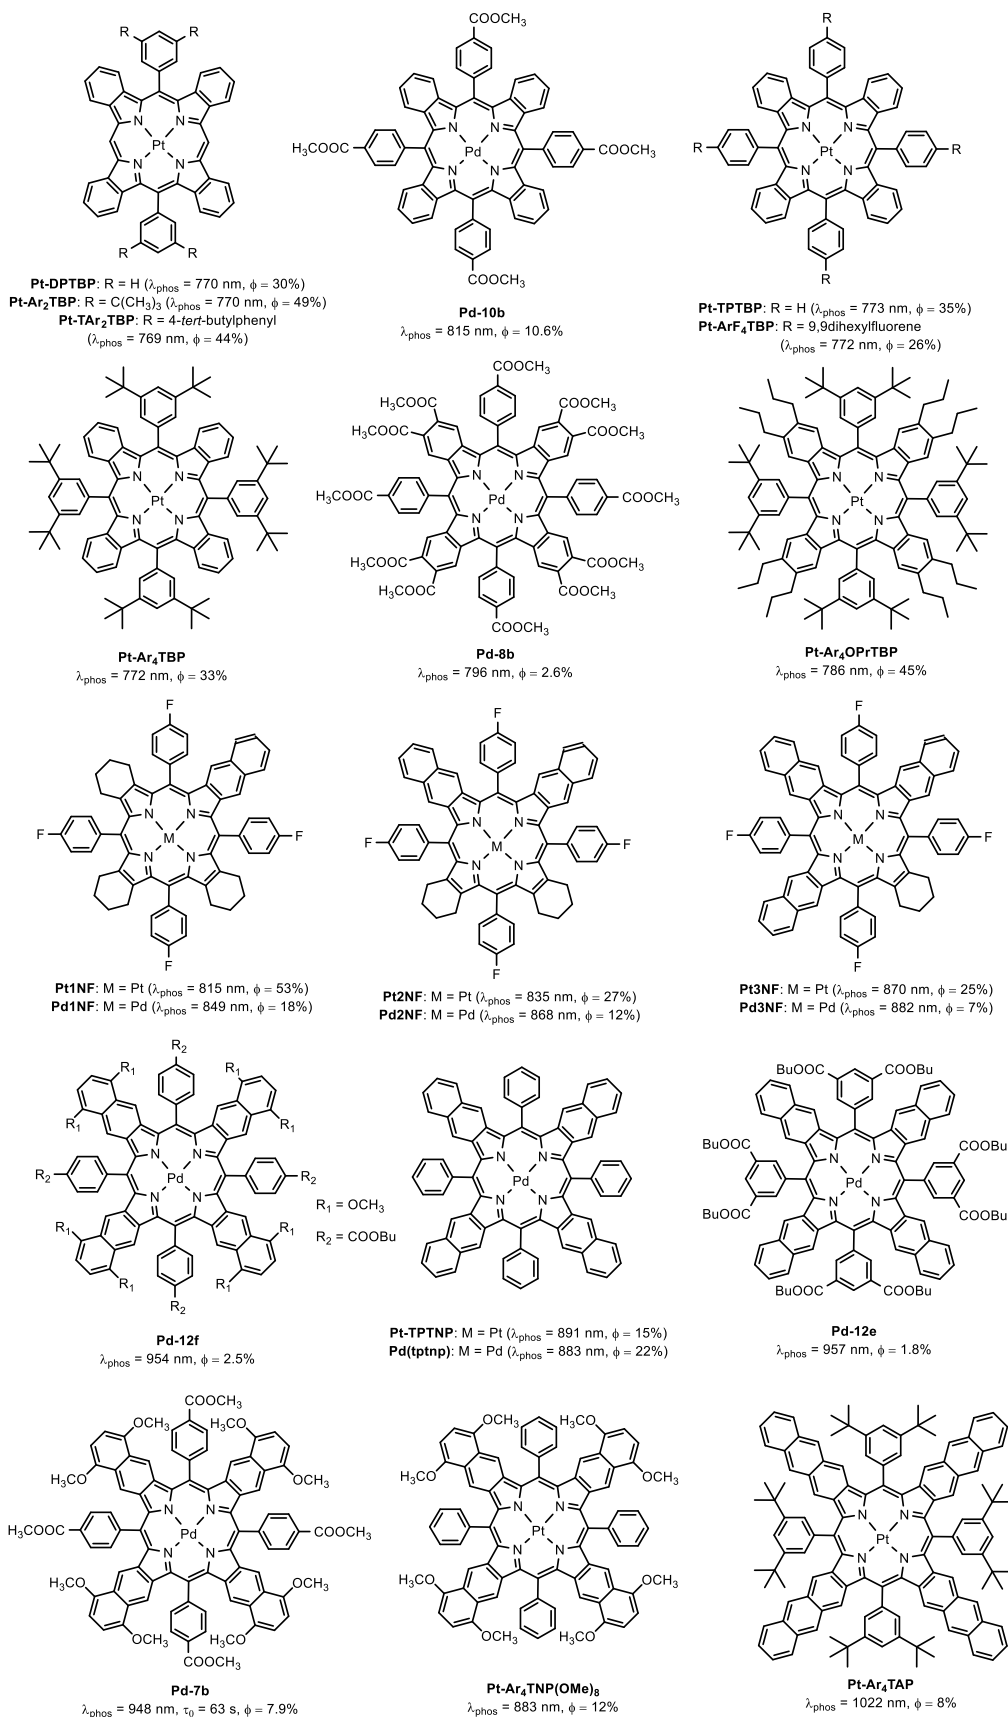 R
R
N
N
Pt
N
N
R
R
Pt-DPTBP: R = H (λphos = 770 nm, ϕ = 30%)
Pt-Ar2TBP: R = C(CH3)3 (λphos = 770 nm, ϕ = 49%)
Pt-TAr2TBP: R = 4-tert-butylphenyl
(λphos = 769 nm, ϕ = 44%)
COOCH3
N
N
H3COOC
Pd
COOCH3
N
N
COOCH3
Pd-10b
λphos = 815 nm, ϕ = 10.6%
R
N
N
R
Pt
R
N
N
R
Pt-TPTBP: R = H (λphos = 773 nm, ϕ = 35%)
Pt-ArF4TBP: R = 9,9dihexylfluorene
(λphos = 772 nm, ϕ = 26%)
N
N
Pt
N
N
Pt-Ar4TBP
λphos = 772 nm, ϕ = 33%
COOCH3
H3COOC
COOCH3
H3COOC
COOCH3
N
N
H3COOC
Pd
COOCH3
N
N
H3COOC
COOCH3
H3COOC
COOCH3
COOCH3
Pd-8b
λphos = 796 nm, ϕ = 2.6%
N
N
Pt
N
N
Pt-Ar4OPrTBP
λphos = 786 nm, ϕ = 45%
F
N
N
F
M
F
N
N
F
Pt1NF: M = Pt (λphos = 815 nm, ϕ = 53%)
Pd1NF: M = Pd (λphos = 849 nm, ϕ = 18%)
F
N
N
F
M
F
N
N
F
Pt2NF: M = Pt (λphos = 835 nm, ϕ = 27%)
Pd2NF: M = Pd (λphos = 868 nm, ϕ = 12%)
F
N
N
F
M
F
N
N
F
Pt3NF: M = Pt (λphos = 870 nm, ϕ = 25%)
Pd3NF: M = Pd (λphos = 882 nm, ϕ = 7%)
R2
R1
R1
R1
R1
N
N
R2
Pd
R2
N
N
R1
R1
R1
R1
R2
R1 = OCH3
R2 = COOBu
Pd-12f
λphos = 954 nm, ϕ = 2.5%
N
N
Pd
N
N
Pt-TPTNP: M = Pt (λphos = 891 nm, ϕ = 15%)
Pd(tptnp): M = Pd (λphos = 883 nm, ϕ = 22%)
BuOOC
COOBu
BuOOC
COOBu
N
N
Pd
N
N
BuOOC
COOBu
BuOOC
COOBu
Pd-12e
λphos = 957 nm, ϕ = 1.8%
COOCH3
OCH3
H3CO
H3CO
OCH3
N
N
H3COOC
Pd
COOCH3
N
N
H3CO
OCH3
OCH3
H3CO
COOCH3
Pd-7b
λphos = 948 nm, τ0 = 63 s, ϕ = 7.9%
OCH3
H3CO
H3CO
OCH3
N
N
Pt
N
N
H3CO
OCH3
OCH3
H3CO
Pt-Ar4TNP(OMe)8
λphos = 883 nm, ϕ = 12%
N
N
Pt
N
N
Pt-Ar4TAP
λphos = 1022 nm, ϕ = 8%